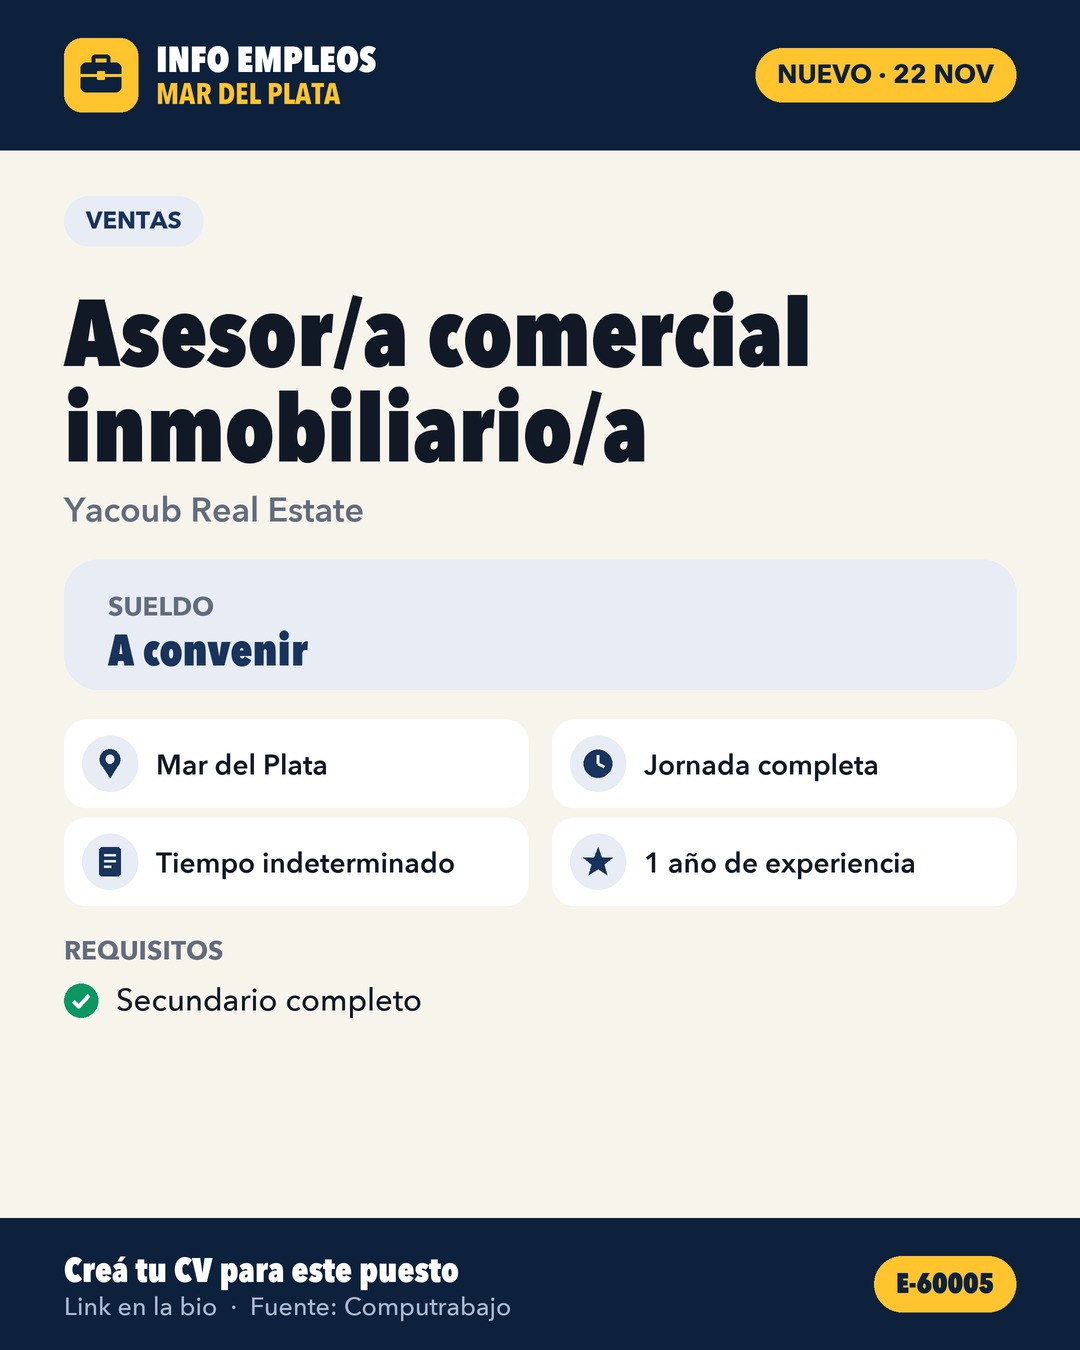 INFO EMPLEOS
MAR DEL PLATA
NUEVO · 22 NOV
VENTAS
Asesor/a comercial
inmobiliario/a
Yacoub Real Estate
SUELDO
A convenir
Mar del Plata
Jornada completa
Tiempo indeterminado
1 año de experiencia
REQUISITOS
Secundario completo
Creá tu CV para este puesto
Link en la bio · Fuente: Computrabajo
E-60005